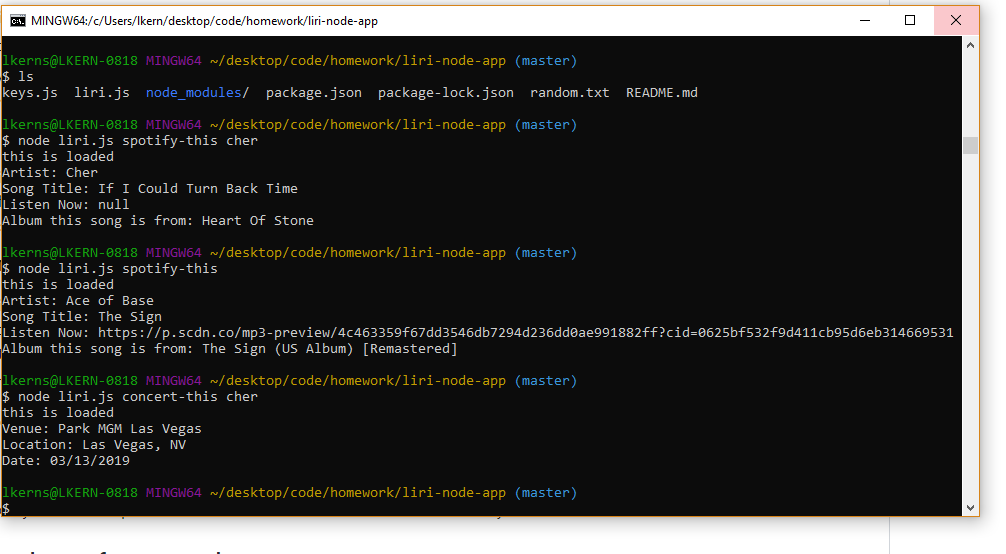 MINGW64:/c/Users/lkern/desktop/code/homework/liri-node-app
lkerns@LKERN-0818 MINGW64 ~/desktop/code/homework/liri-node-app (master)
$ ls
keys.js  liri.js  node_modules/  package.json  package-lock.json  random.txt  README.md
lkerns@LKERN-0818 MINGW64 ~/desktop/code/homework/liri-node-app (master)
$ node liri.js spotify-this cher
this is loaded
Artist: Cher
Song Title: If I Could Turn Back Time
Listen Now: null
Album this song is from: Heart Of Stone
lkerns@LKERN-0818 MINGW64 ~/desktop/code/homework/liri-node-app (master)
$ node liri.js spotify-this
this is loaded
Artist: Ace of Base
Song Title: The Sign
Listen Now: https://p.scdn.co/mp3-preview/4c463359f67dd3546db7294d236dd0ae991882ff?cid=0625bf532f9d411cb95d6eb314669531
Album this song is from: The Sign (US Album) [Remastered]
lkerns@LKERN-0818 MINGW64 ~/desktop/code/homework/liri-node-app (master)
$ node liri.js concert-this cher
this is loaded
Venue: Park MGM Las Vegas
Location: Las Vegas, NV
Date: 03/13/2019
lkerns@LKERN-0818 MINGW64 ~/desktop/code/homework/liri-node-app (master)
$